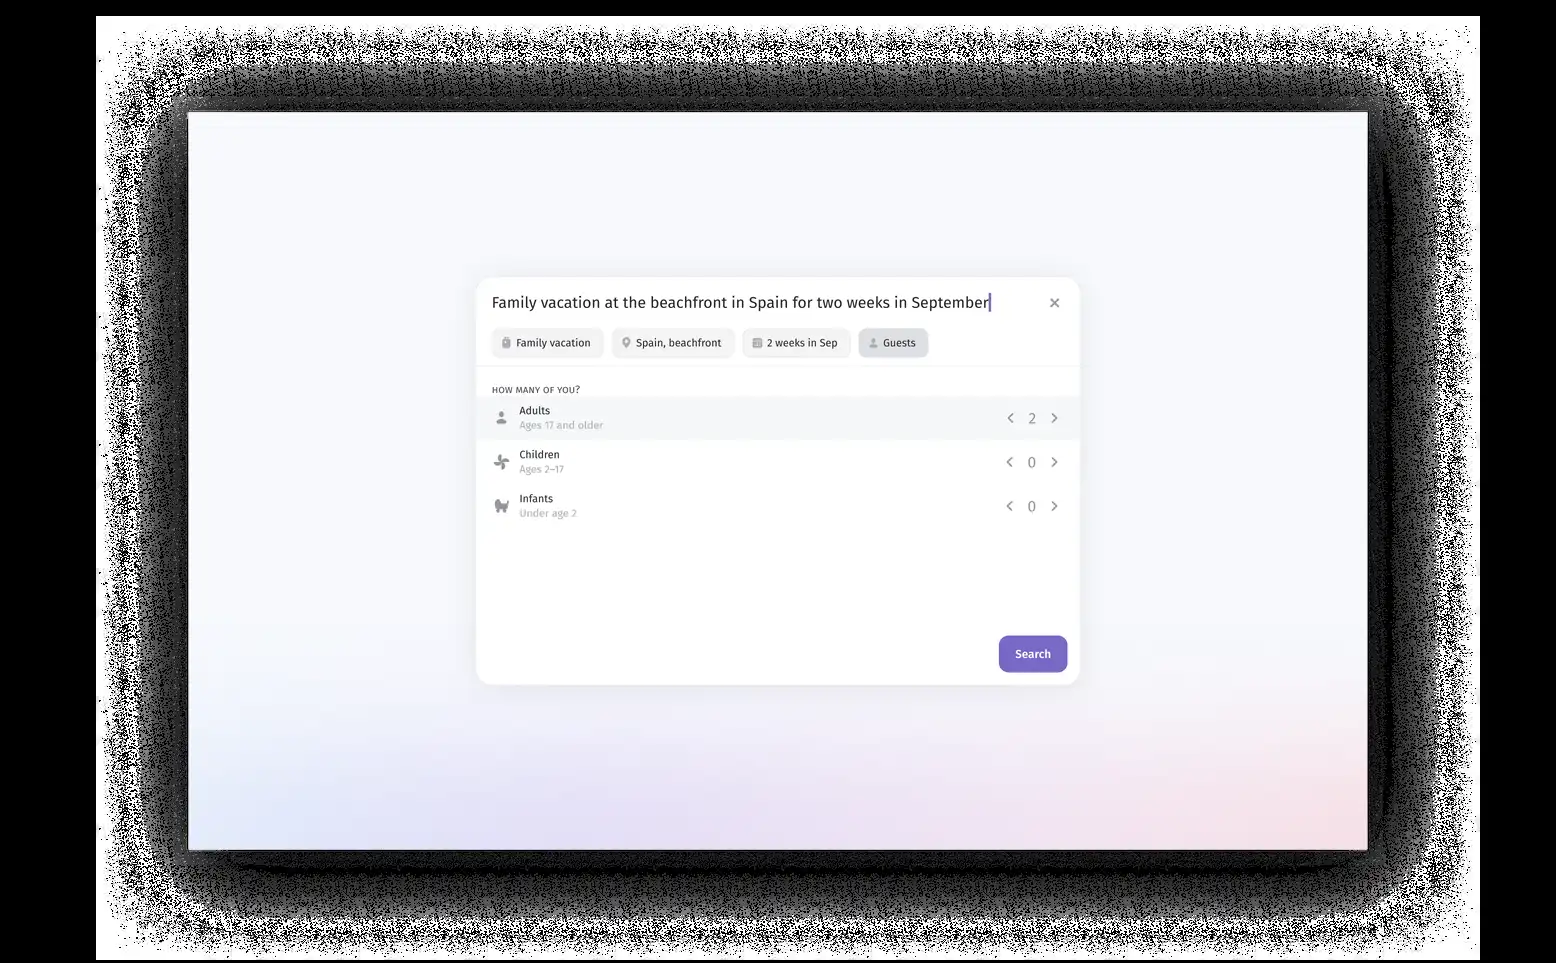 Family vacation at the beachfront in Spain for two weeks in September
Family vacation Spain, beachfront 2 weeks in Sep Guests
HOW MANY OF YOU?
Adults
Ages 17 and older
2
Children
Ages 2–17
0
Infants
Under age 2
0
Search